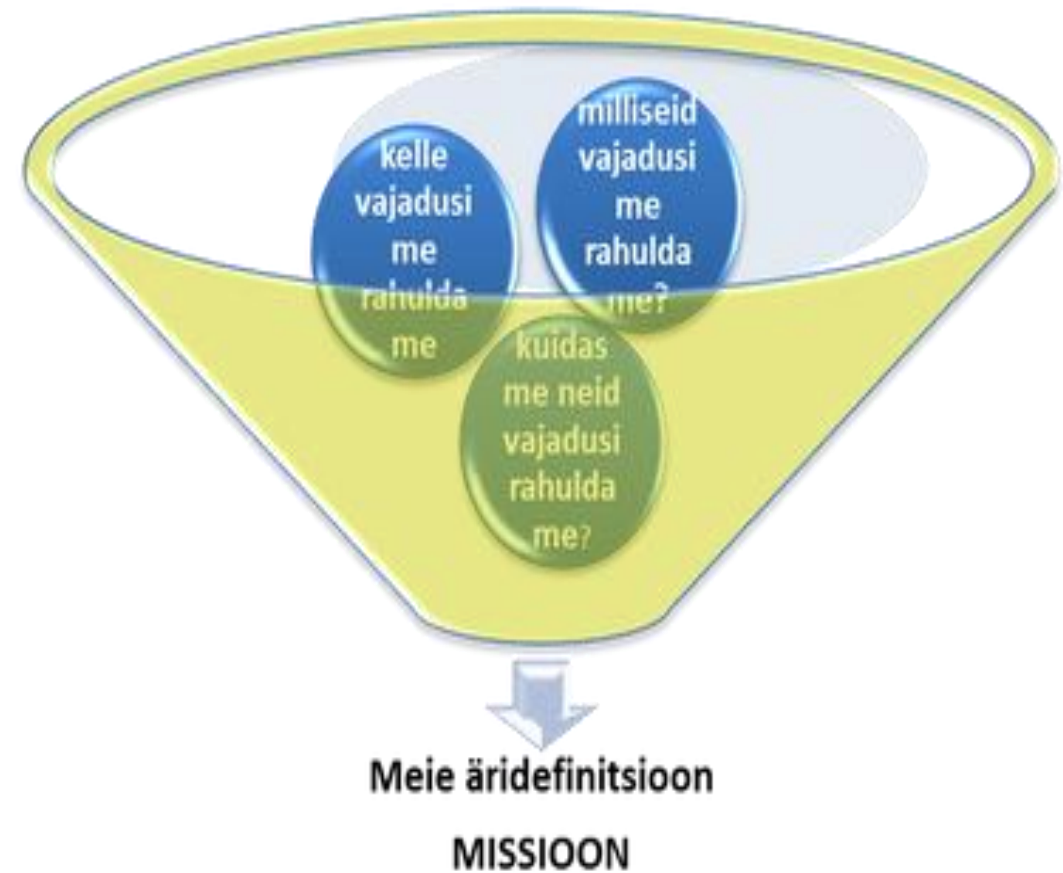 kelle
vajadusi
me
rahulda
me
milliseid
vajadusi
me
rahulda
me?
kuidas
me neid
vajadusi
rahulda
me?
Meie äridefinitsioon
MISSIOON